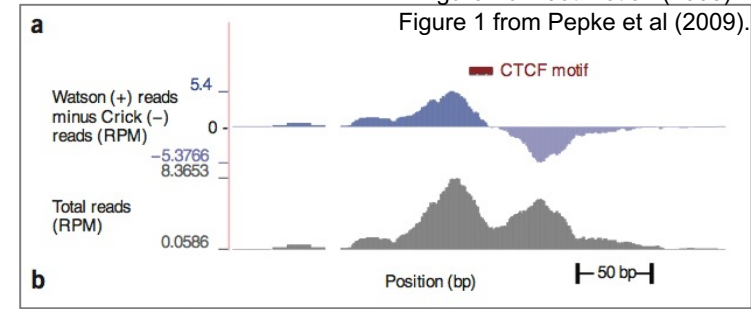 Figure 1 from Pepke et al (2009).
a
CTCF motif
5.4
Watson (+) reads
minus Crick (−)
reads (RPM)
0
−5.3766
8.3653
Total reads
(RPM)
0.0586
b
Position (bp)
50 bp